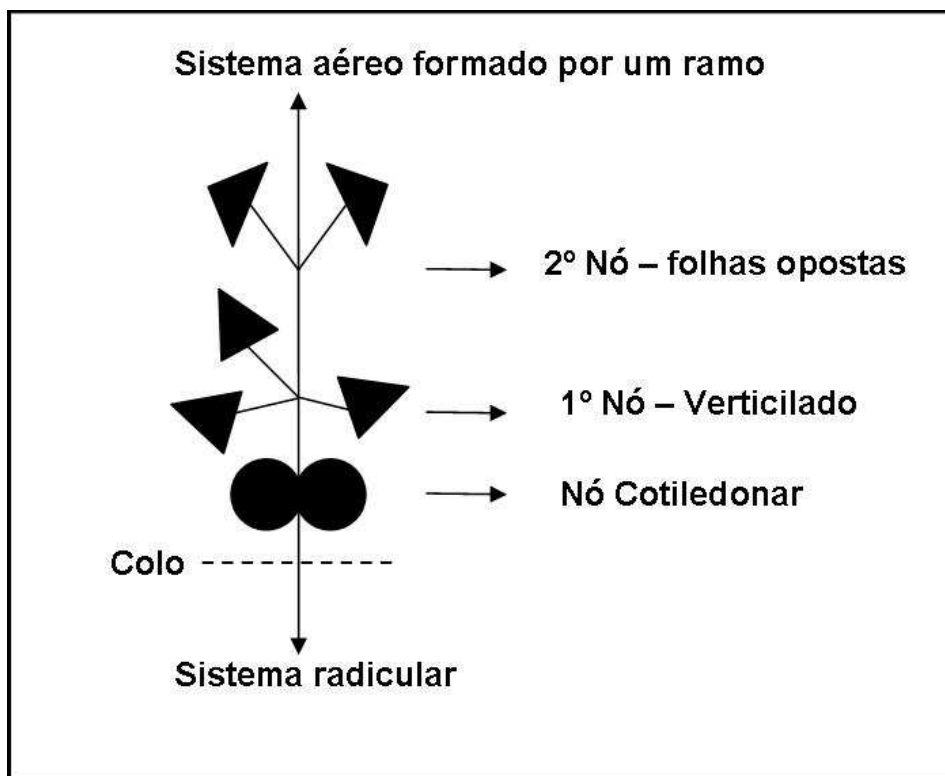 Sistema aéreo formado por um ramo
2º Nó – folhas opostas
1º Nó – Verticilado
Nó Cotiledonar
Colo
Sistema radicular